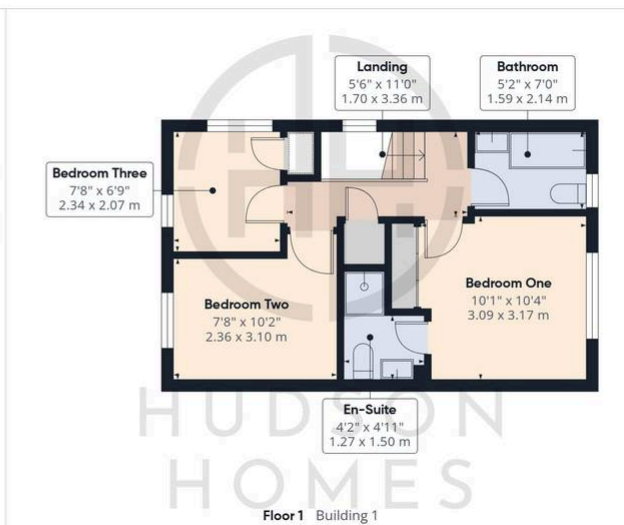 Landing
5'6" x 11'0"
1.70 x 3.36 m
Bathroom
5'2" x 7'0"
1.59 x 2.14 m
Bedroom Three
7'8" x 6'9"
2.34 x 2.07 m
Bedroom Two
7'8" x 10'2"
2.36 x 3.10 m
Bedroom One
10'1" x 10'4"
3.09 x 3.17 m
En-Suite
4'2" x 4'11"
1.27 x 1.50 m
HUDSON
HOMES
Floor 1 Building 1